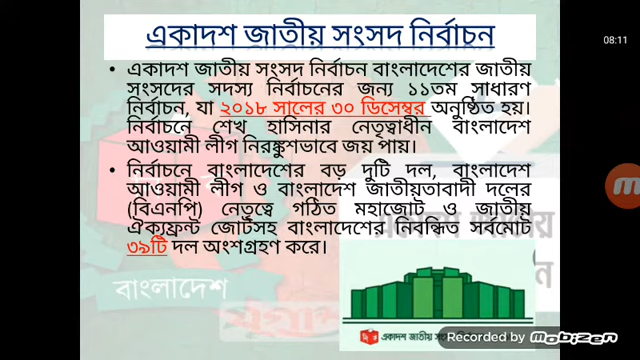 একাদশ জাতীয় সংসদ নির্বাচন
08:11
• একাদশ জাতীয় সংসদ নির্বাচন বাংলাদেশের জাতীয়
সংসদের সদস্য নির্বাচনের জন্য ১১তম সাধারণ
নির্বাচন, যা ২০১৮ সালের ৩০ ডিসেম্বর অনুষ্ঠিত হয়।
নির্বাচনে শেখ হাসিনার নেতৃত্বাধীন বাংলাদেশ
আওয়ামী লীগ নিরঙ্কুশভাবে জয় পায়।
• নির্বাচনে বাংলাদেশের বড় দুটি দল, বাংলাদেশ
আওয়ামী লীগ ও বাংলাদেশ জাতীয়তাবাদী দলের
(বিএনপি) নেতৃত্বে গঠিত মহাজোট ও জাতীয়
ঐক্যফ্রন্ট জোটসহ বাংলাদেশের নিবন্ধিত সর্বমোট
৩৯টি দল অংশগ্রহণ করে।
বাংলাদেশ
একাদশ জাতীয়
Recorded by mobizen